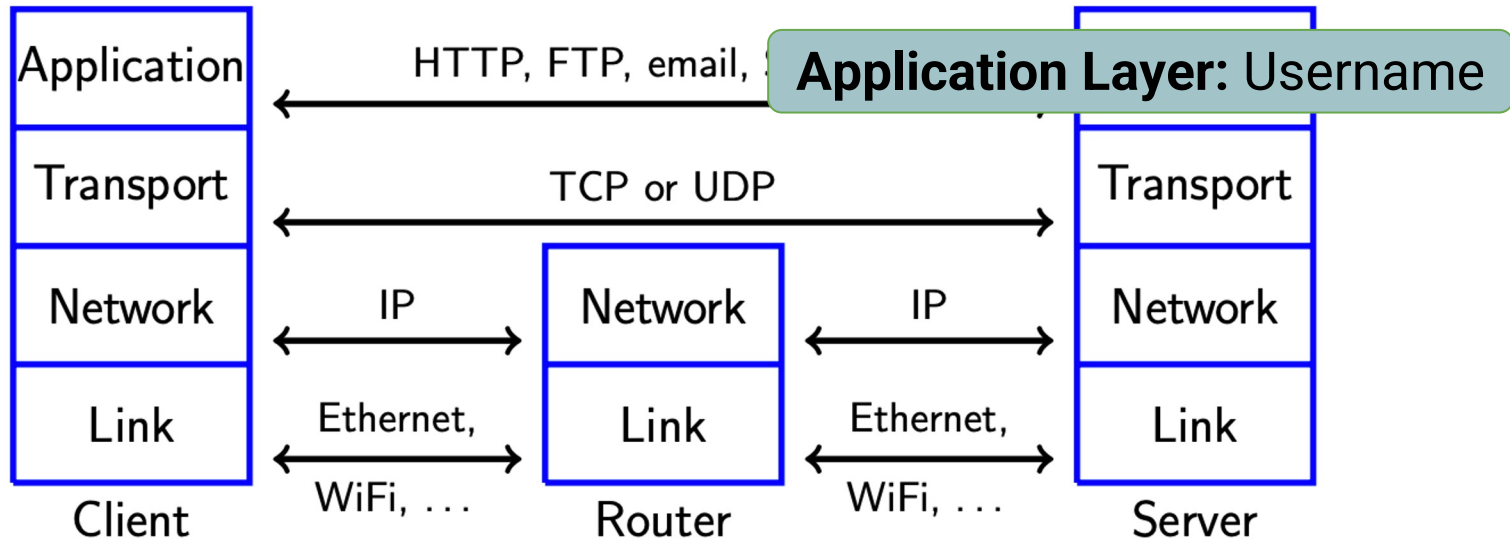 Application
HTTP, FTP, email,
Application Layer: Username
Transport
TCP or UDP
Transport
Network
IP
Network
IP
Network
Link
Ethernet,
WiFi, ...
Link
Ethernet,
WiFi, ...
Link
Client
Router
Server